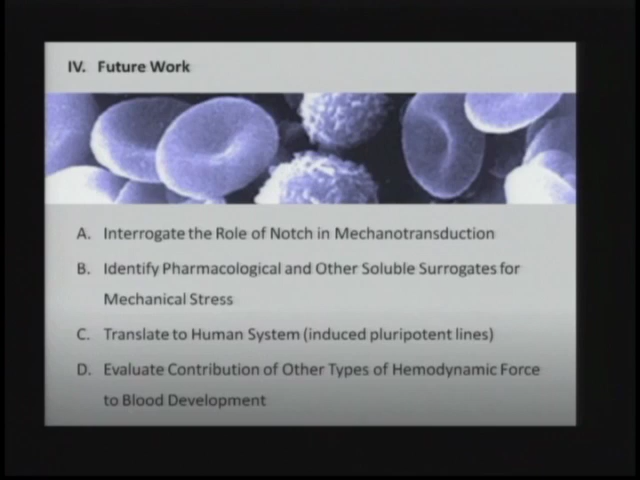 IV. Future Work
A. Interrogate the Role of Notch in Mechanotransduction
B. Identify Pharmacological and Other Soluble Surrogates for
Mechanical Stress
C. Translate to Human System (induced pluripotent lines)
D. Evaluate Contribution of Other Types of Hemodynamic Force
to Blood Development